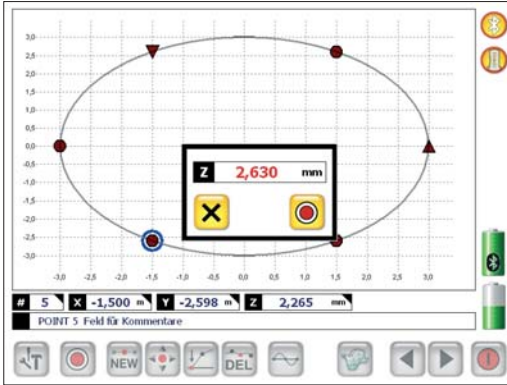 3,0
2,5
2,0
1,5
1,0
0,5
0,0
-0,5
-1,0
-1,5
-2,0
-2,5
-3,0
Z 2,630 mm
-3,0 -2,5 -2,0 -1,5 -1,0 -0,5 0,0 0,5 1,0 1,5 2,0 2,5 3,0
# 5 X -1,500 m Y -2,598 m Z 2,265 mm
POINT 5 Feld für Kommentare
T NEW DEL